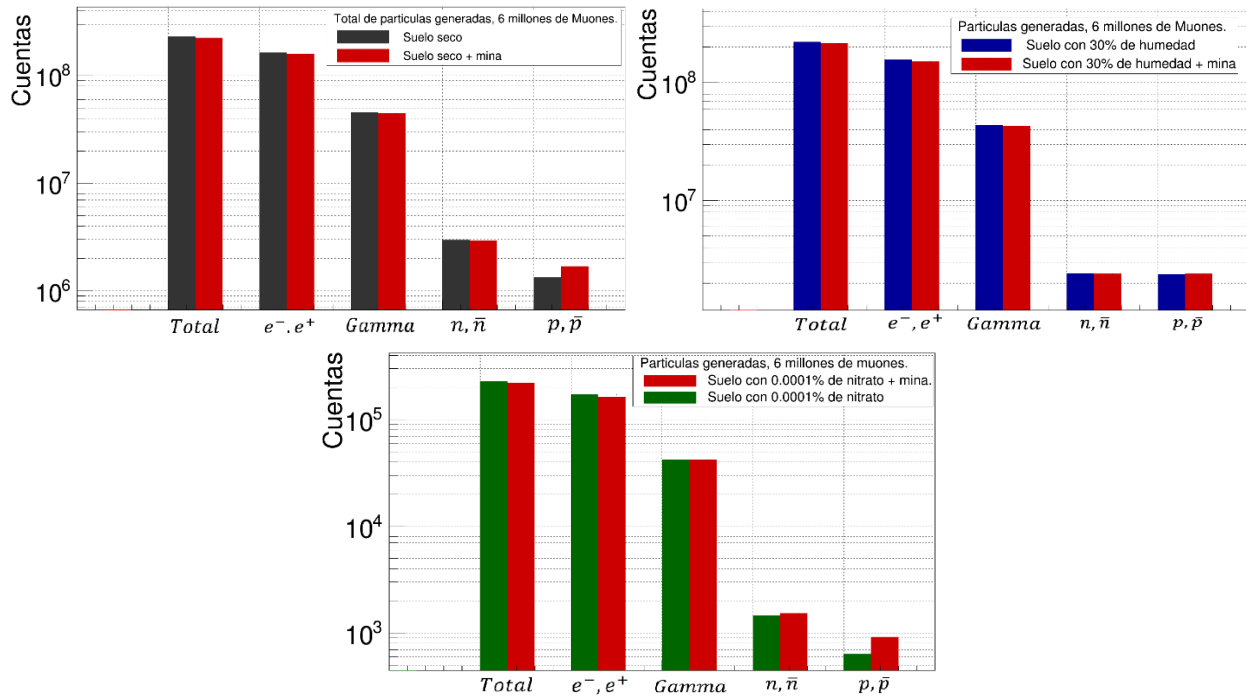 Cuentas
Total de particulas generadas, 6 millones de Muones.
Suelo seco
Suelo seco + mina
10⁸
10⁷
10⁶
Total e⁻.e⁺ Gamma n,n̅ p,p̅
Cuentas
Particulas generadas, 6 millones de Muones.
Suelo con 30% de humedad
Suelo con 30% de humedad + mina
10⁸
10⁷
Total e⁻,e⁺ Gamma n,n̅ p,p̅
Cuentas
Particulas generadas, 6 millones de muones.
Suelo con 0.0001% de nitrato + mina.
Suelo con 0.0001% de nitrato
10⁵
10⁴
10³
Total e⁻,e⁺ Gamma n,n̅ p,p̅